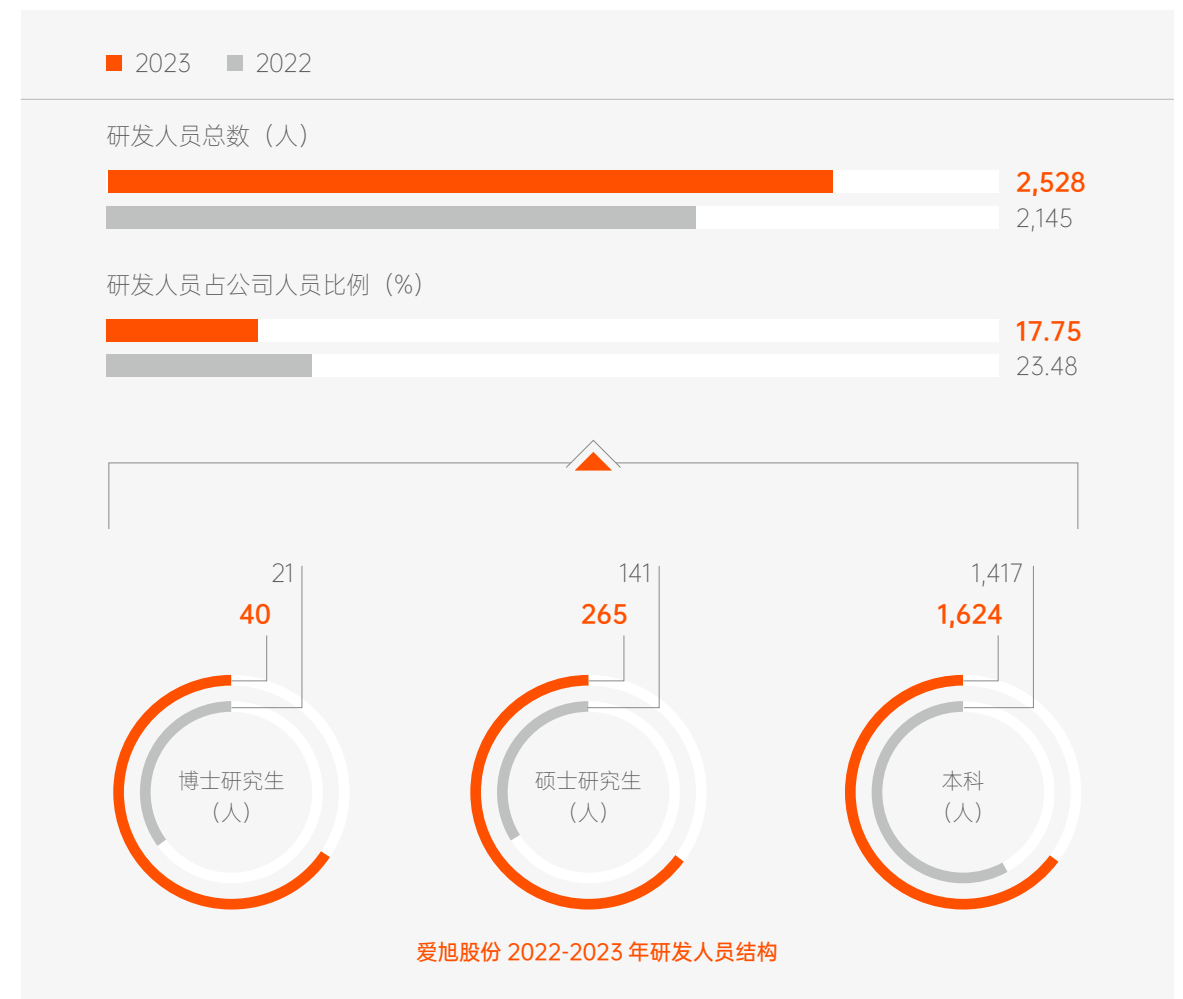 2023 2022
研发人员总数（人）
2,528
2,145
研发人员占公司人员比例（%）
17.75
23.48
21
40
博士研究生
（人）
141
265
硕士研究生
（人）
1,417
1,624
本科
（人）
爱旭股份 2022-2023 年研发人员结构